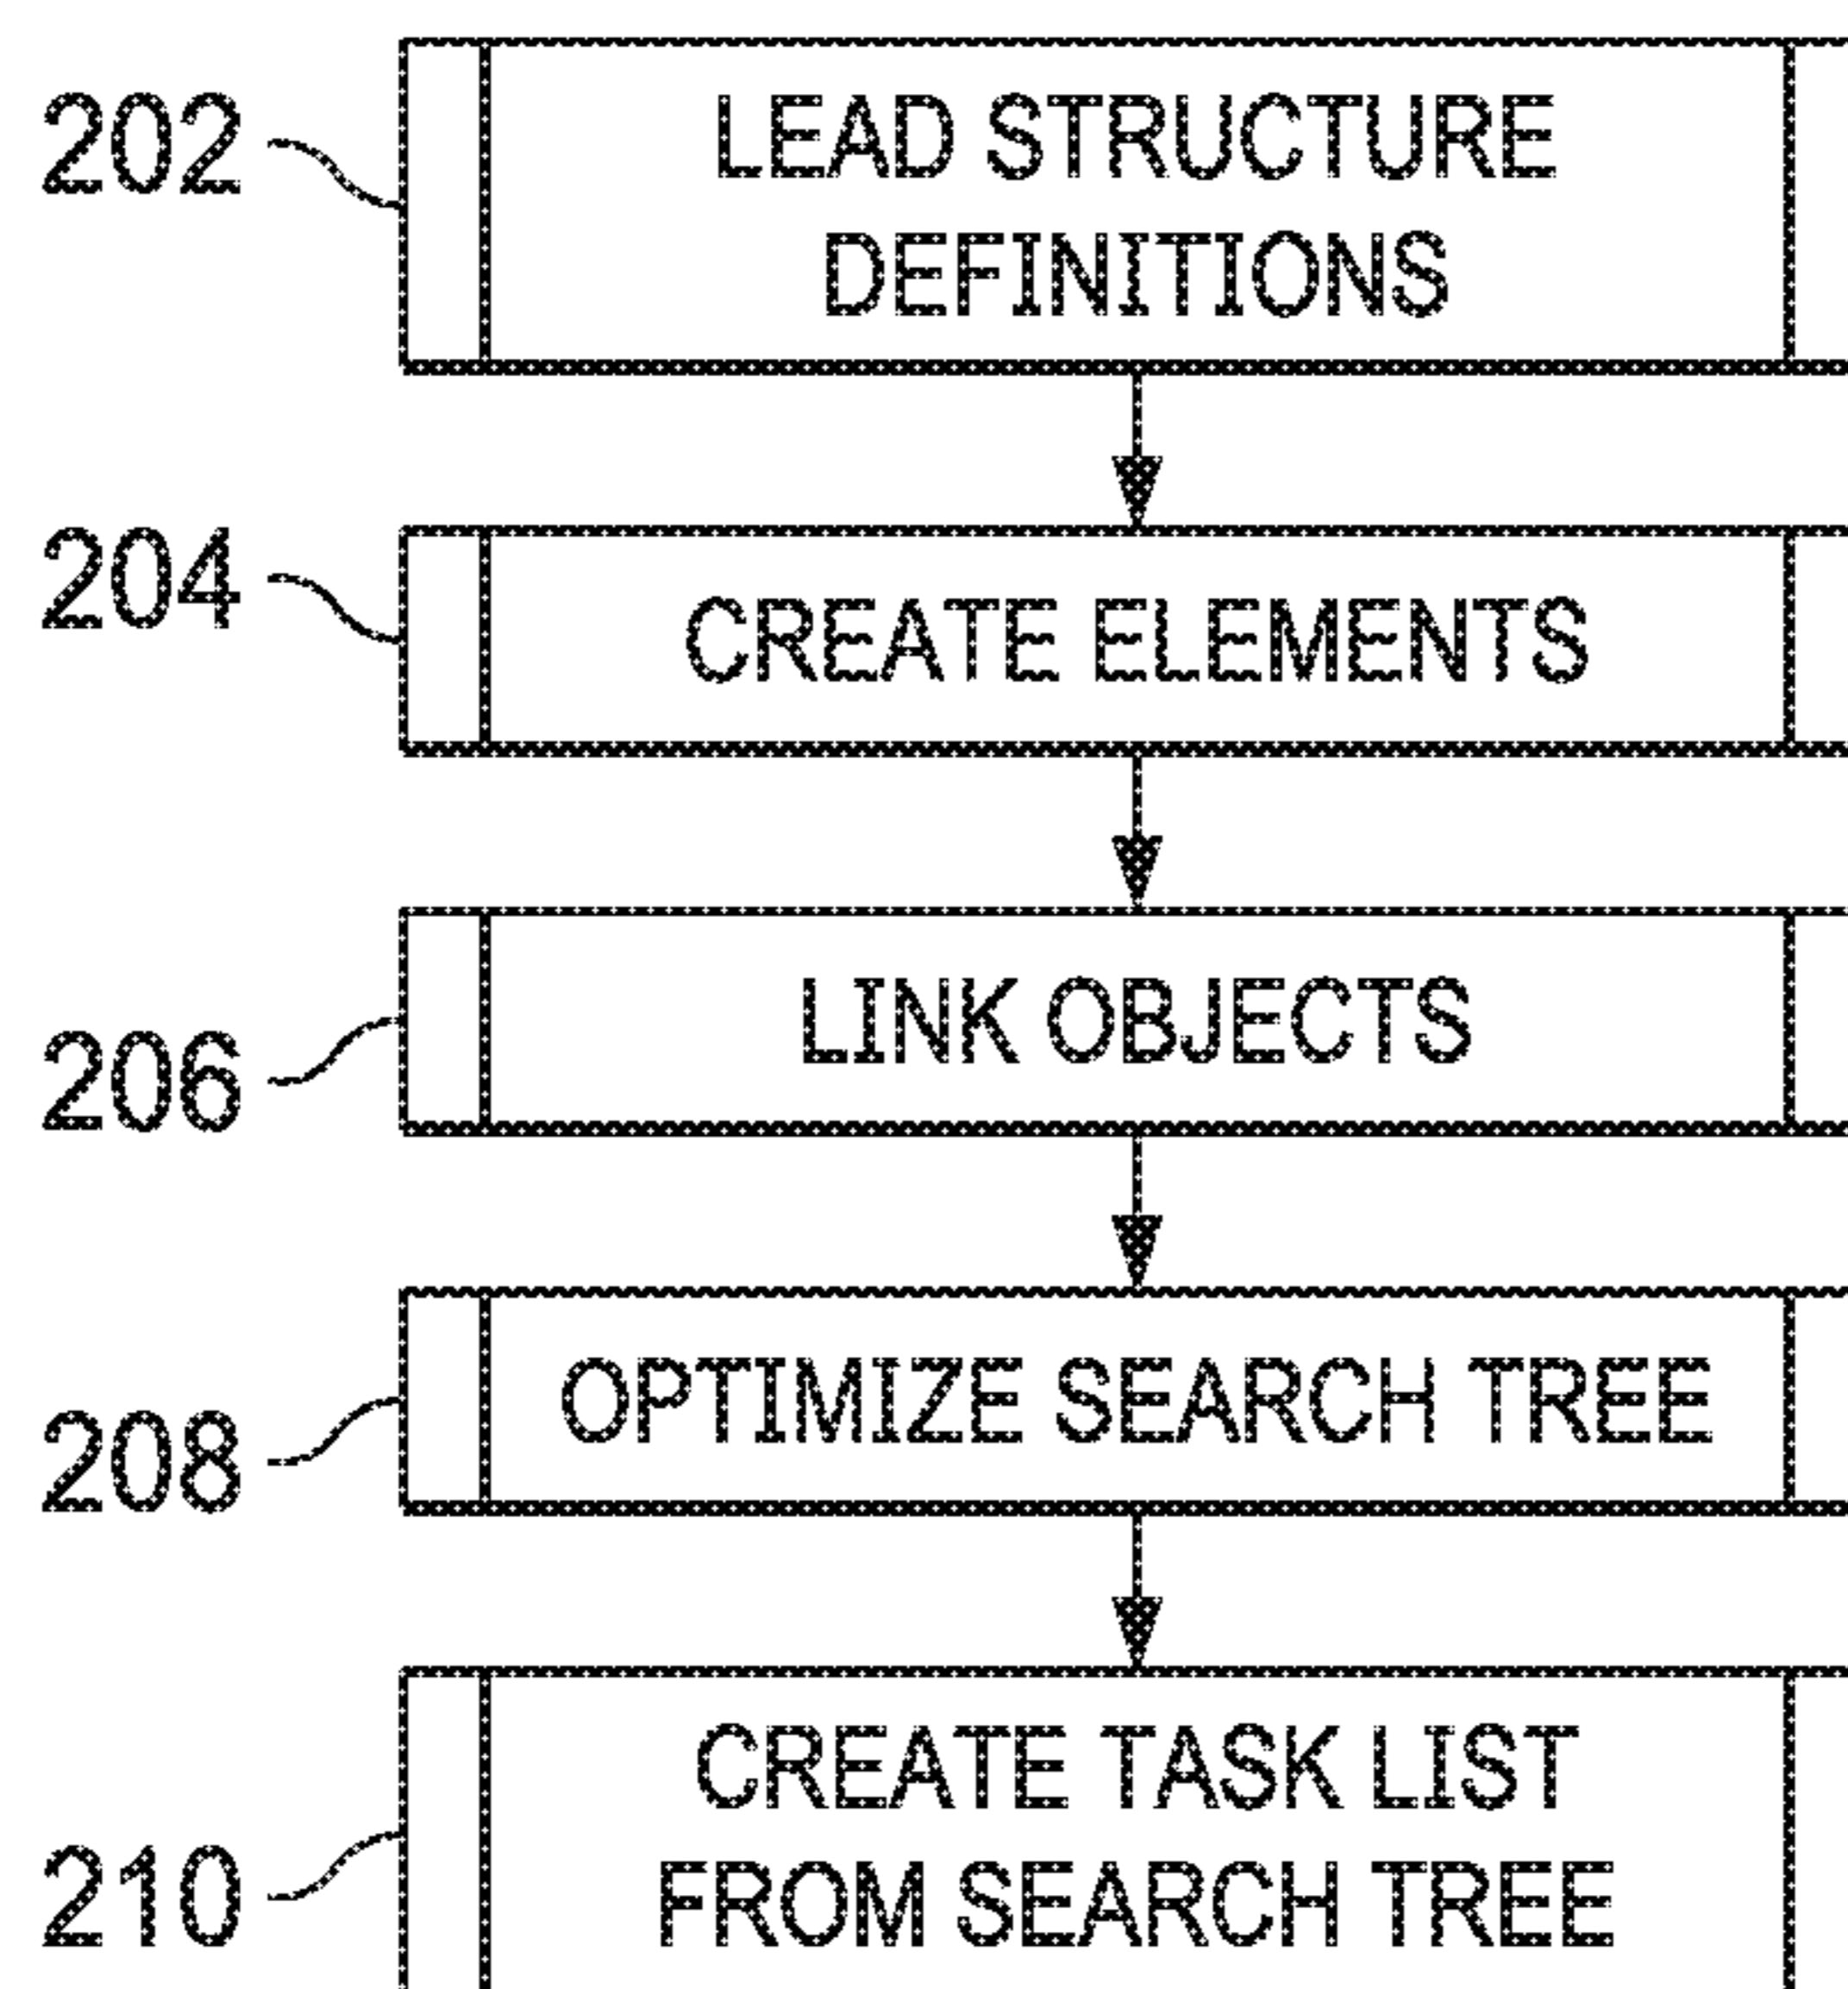 202
LEAD STRUCTURE
DEFINITIONS
204
CREATE ELEMENTS
206
LINK OBJECTS
208
OPTIMIZE SEARCH TREE
210
CREATE TASK LIST
FROM SEARCH TREE